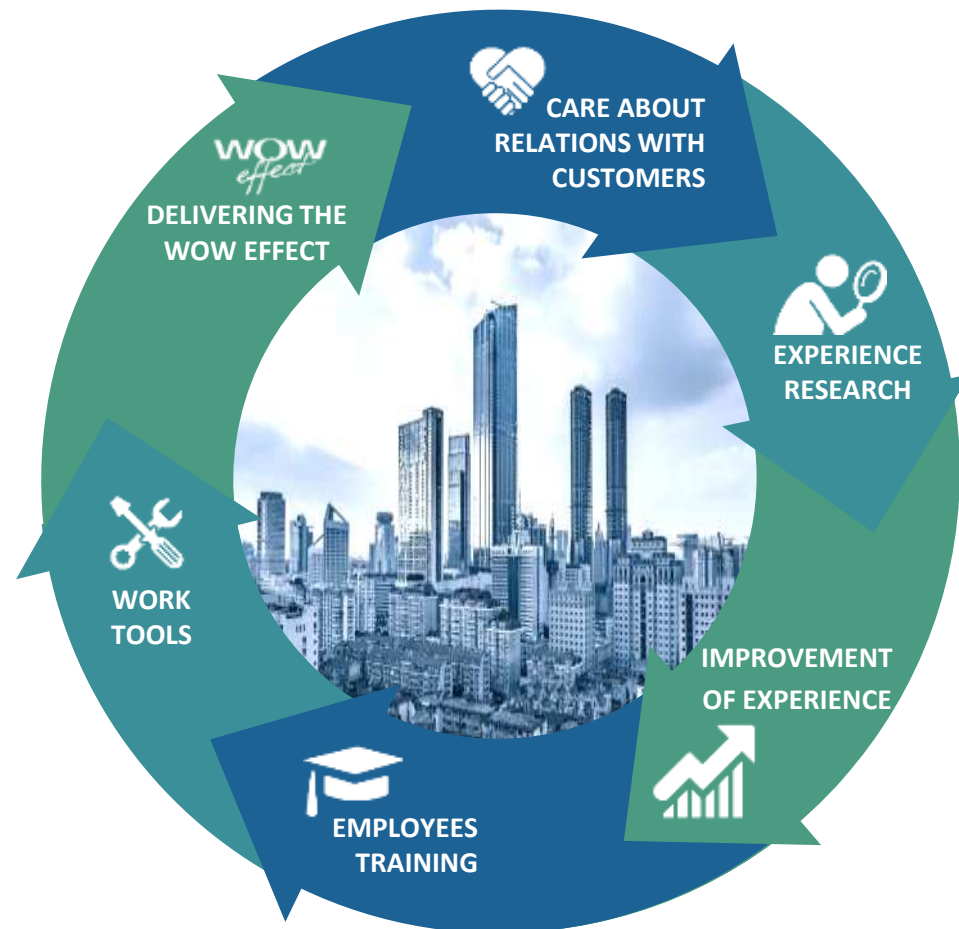 CARE ABOUT
RELATIONS WITH
CUSTOMERS
EXPERIENCE
RESEARCH
IMPROVEMENT
OF EXPERIENCE
EMPLOYEES
TRAINING
WORK
TOOLS
WOW
effect
DELIVERING THE
WOW EFFECT